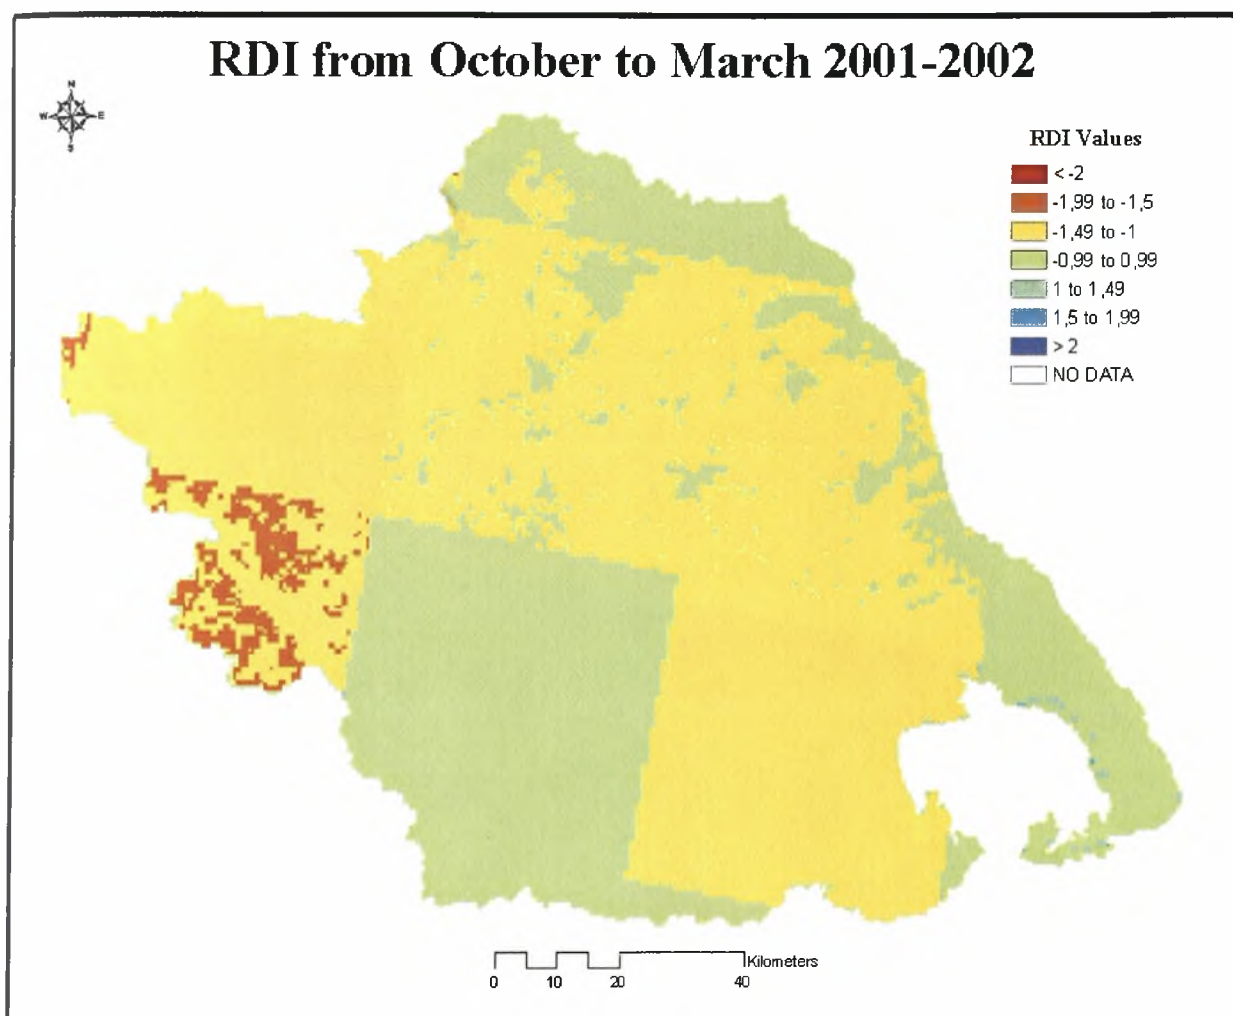 RDI from October to March 2001-2002
N
W E
S
RDI Values
< -2
-1,99 to -1,5
-1,49 to -1
-0,99 to 0,99
1 to 1,49
1,5 to 1,99
> 2
NO DATA
Kilometers
0 10 20 40